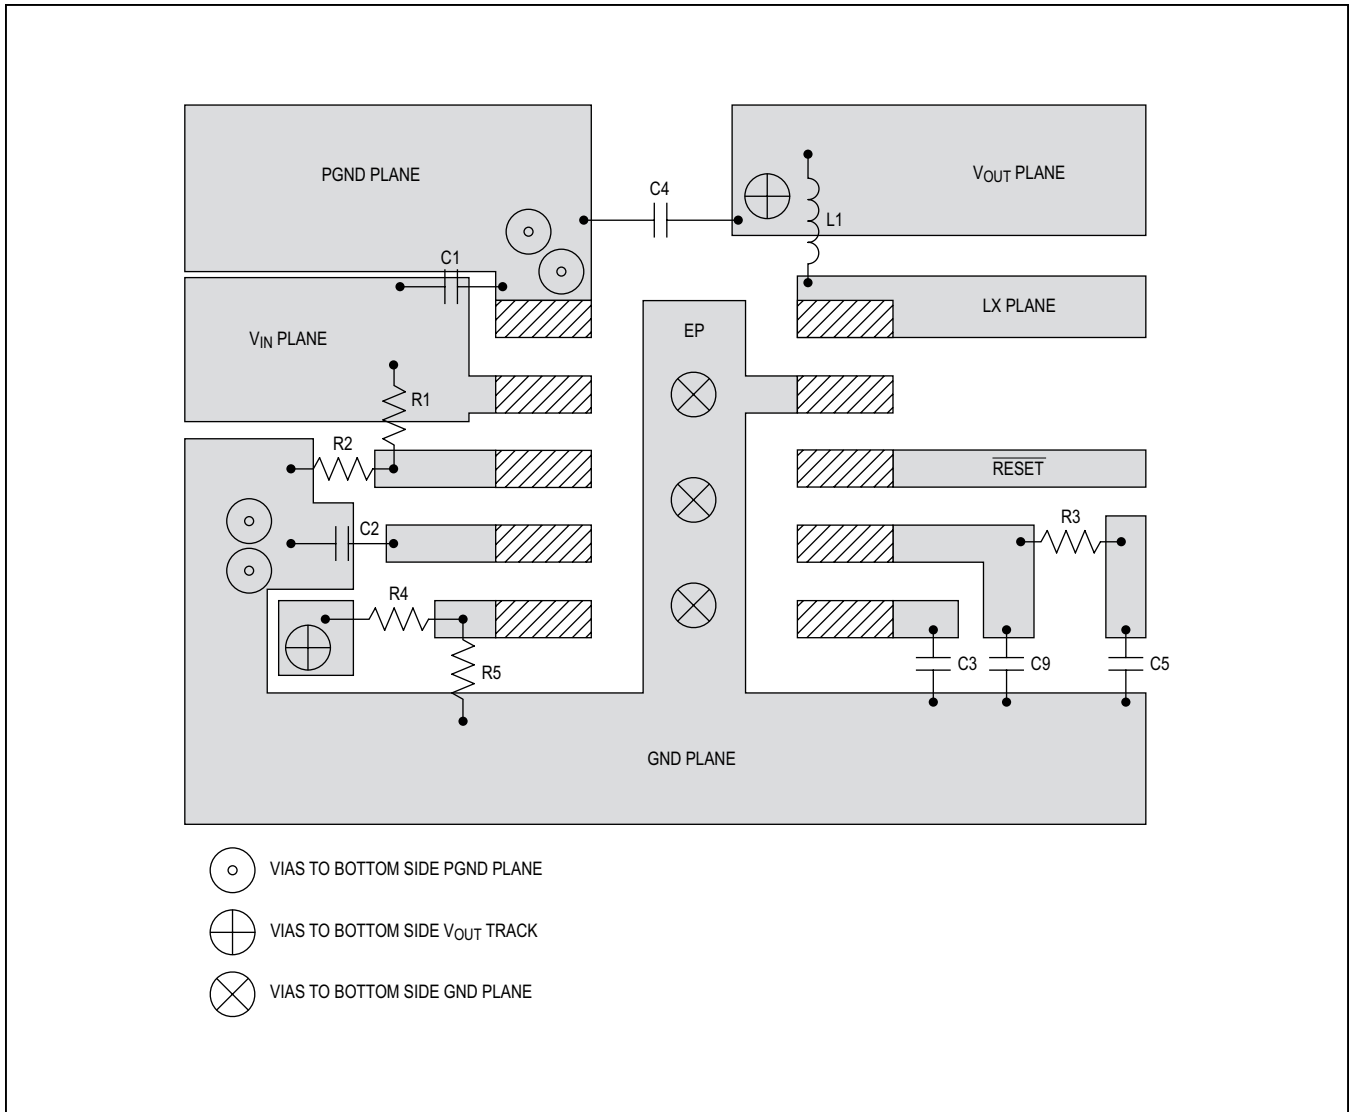 PGND PLANE
VOUT PLANE
C4
L1
C1
LX PLANE
VIN PLANE
EP
R1
R2
RESET
C2
R3
R4
R5
C3
C9
C5
GND PLANE
VIAS TO BOTTOM SIDE PGND PLANE
VIAS TO BOTTOM SIDE VOUT TRACK
VIAS TO BOTTOM SIDE GND PLANE